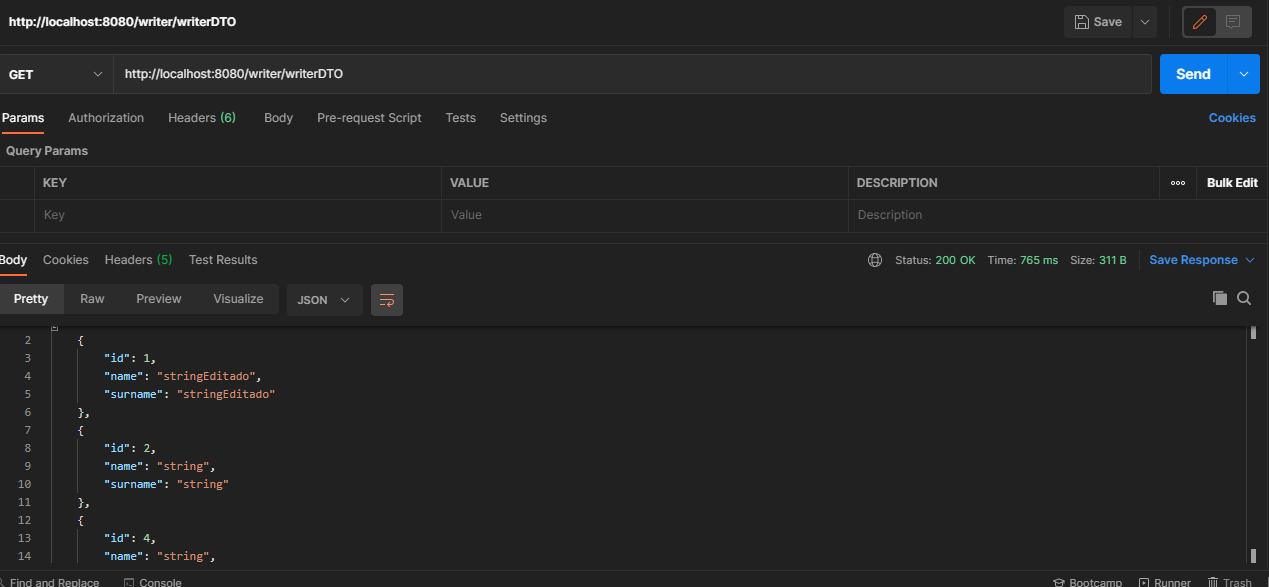 http://localhost:8080/writer/writerDTO
Save
GET http://localhost:8080/writer/writerDTO Send
Params Authorization Headers (6) Body Pre-request Script Tests Settings Cookies
Query Params
KEY VALUE DESCRIPTION Bulk Edit
Key Value Description
Body Cookies Headers (5) Test Results Status: 200 OK Time: 765 ms Size: 311 B Save Response
Pretty Raw Preview Visualize JSON
2 {
3 "id": 1,
4 "name": "stringEditado",
5 "surname": "stringEditado"
6 },
7 {
8 "id": 2,
9 "name": "string",
10 "surname": "string"
11 },
12 {
13 "id": 4,
14 "name": "string",
Find and Replace Console Bootcamp Runner Trash